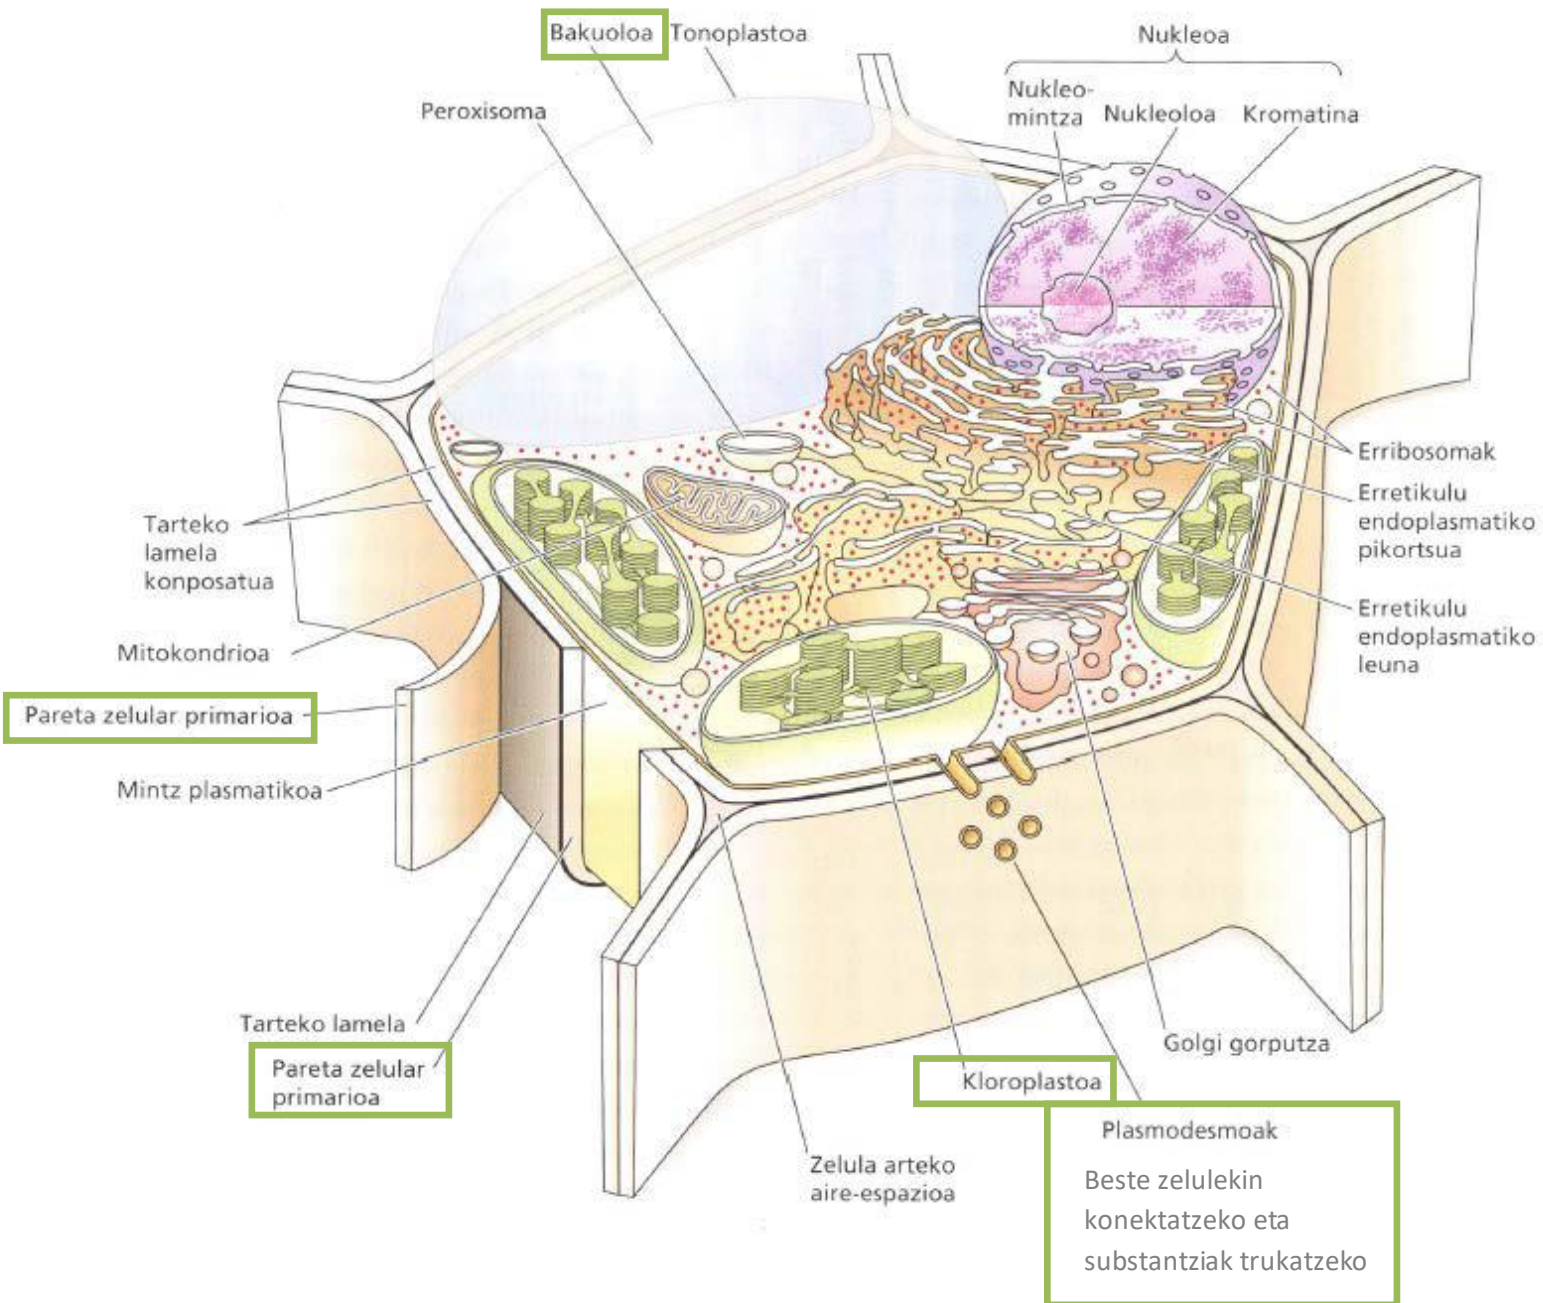 Bakuoloa
Tonoplastoa
Nukleoa
Peroxisoma
Nukleo-
mintza
Nukleoloa
Kromatina
Erribosomak
Erretikulu
endoplasmatiko
pikortsua
Erretikulu
endoplasmatiko
leuna
Tarteko
lamela
konposatua
Mitokondrioa
Pareta zelular primarioa
Mintz plasmatikoa
Tarteko lamela
Pareta zelular
primarioa
Golgi gorputza
Kloroplastoa
Plasmodesmoak
Beste zelulekin
konektatzeko eta
substantziak trukatzeko
Zelula arteko
aire-espazioa